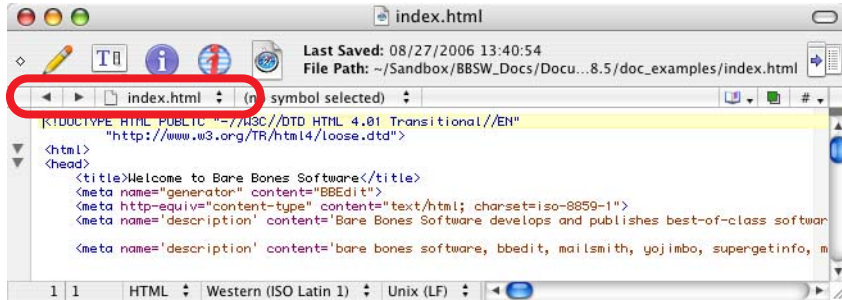 index.html
Last Saved: 08/27/2006 13:40:54
File Path: ~/Sandbox/BBSW_Docs/Docu...8.5/doc_examples/index.html
index.html (no symbol selected) #
<!DOCTYPE HTML PUBLIC "-//W3C//DTD HTML 4.01 Transitional//EN"
"http://www.w3.org/TR/html4/loose.dtd">
<html>
<head>
<title>Welcome to Bare Bones Software</title>
<meta name="generator" content="BBEdit">
<meta http-equiv="content-type" content="text/html; charset=iso-8859-1">
<meta name='description' content='Bare Bones Software develops and publishes best-of-class softwar
<meta name='description' content='bare bones software, bbedit, mailsmith, yojimbo, supergetinfo, m
1 1 HTML Western (ISO Latin 1) Unix (LF)